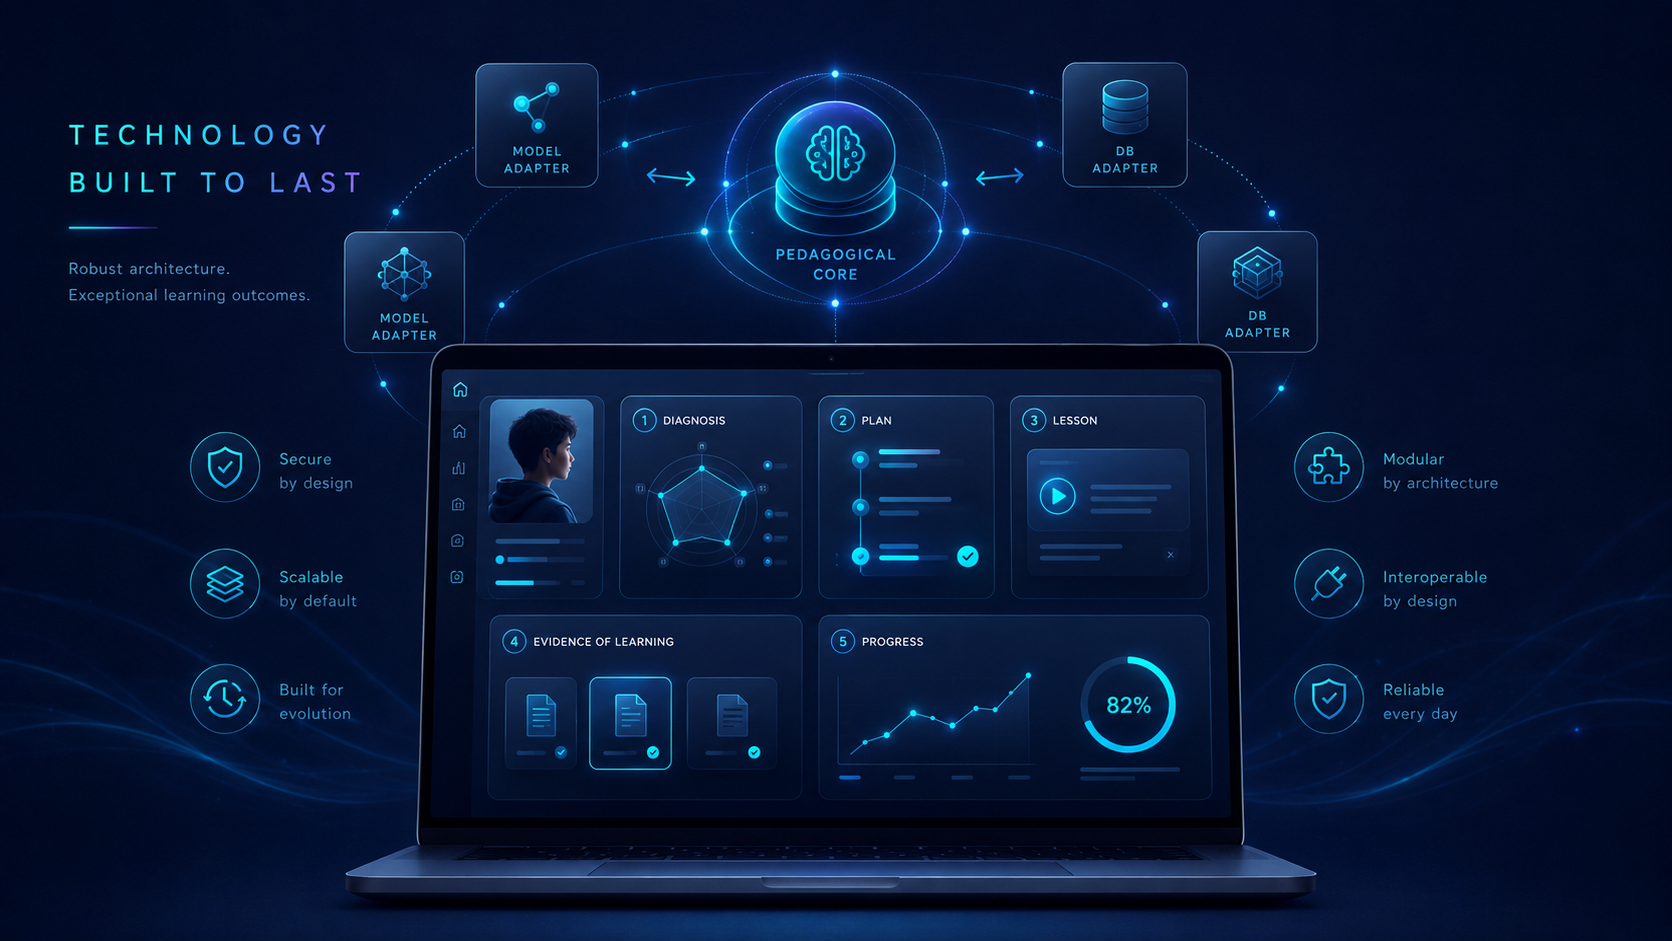 TECHNOLOGY
BUILT TO LAST
Robust architecture.
Exceptional learning outcomes.
MODEL
ADAPTER
MODEL
ADAPTER
PEDAGOGICAL
CORE
DB
ADAPTER
DB
ADAPTER
Secure
by design
Scalable
by default
Built for
evolution
1 DIAGNOSIS
2 PLAN
3 LESSON
4 EVIDENCE OF LEARNING
5 PROGRESS
82%
Modular
by architecture
Interoperable
by design
Reliable
every day